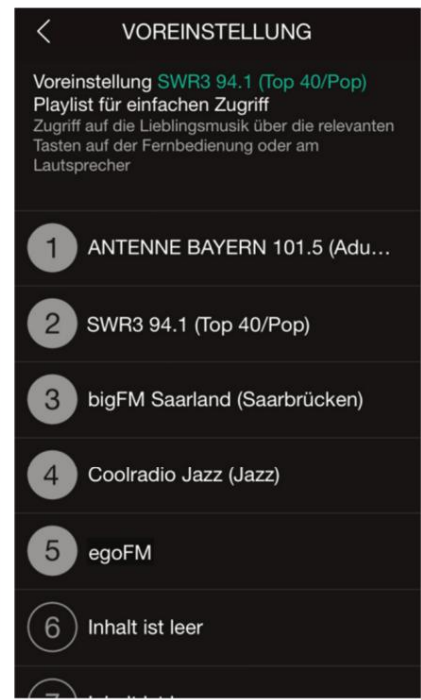 VOREINSTELLUNG
Voreinstellung SWR3 94.1 (Top 40/Pop)
Playlist für einfachen Zugriff
Zugriff auf die Lieblingsmusik über die relevanten
Tasten auf der Fernbedienung oder am
Lautsprecher
1 ANTENNE BAYERN 101.5 (Adu...
2 SWR3 94.1 (Top 40/Pop)
3 bigFM Saarland (Saarbrücken)
4 Coolradio Jazz (Jazz)
5 egoFM
6 Inhalt ist leer